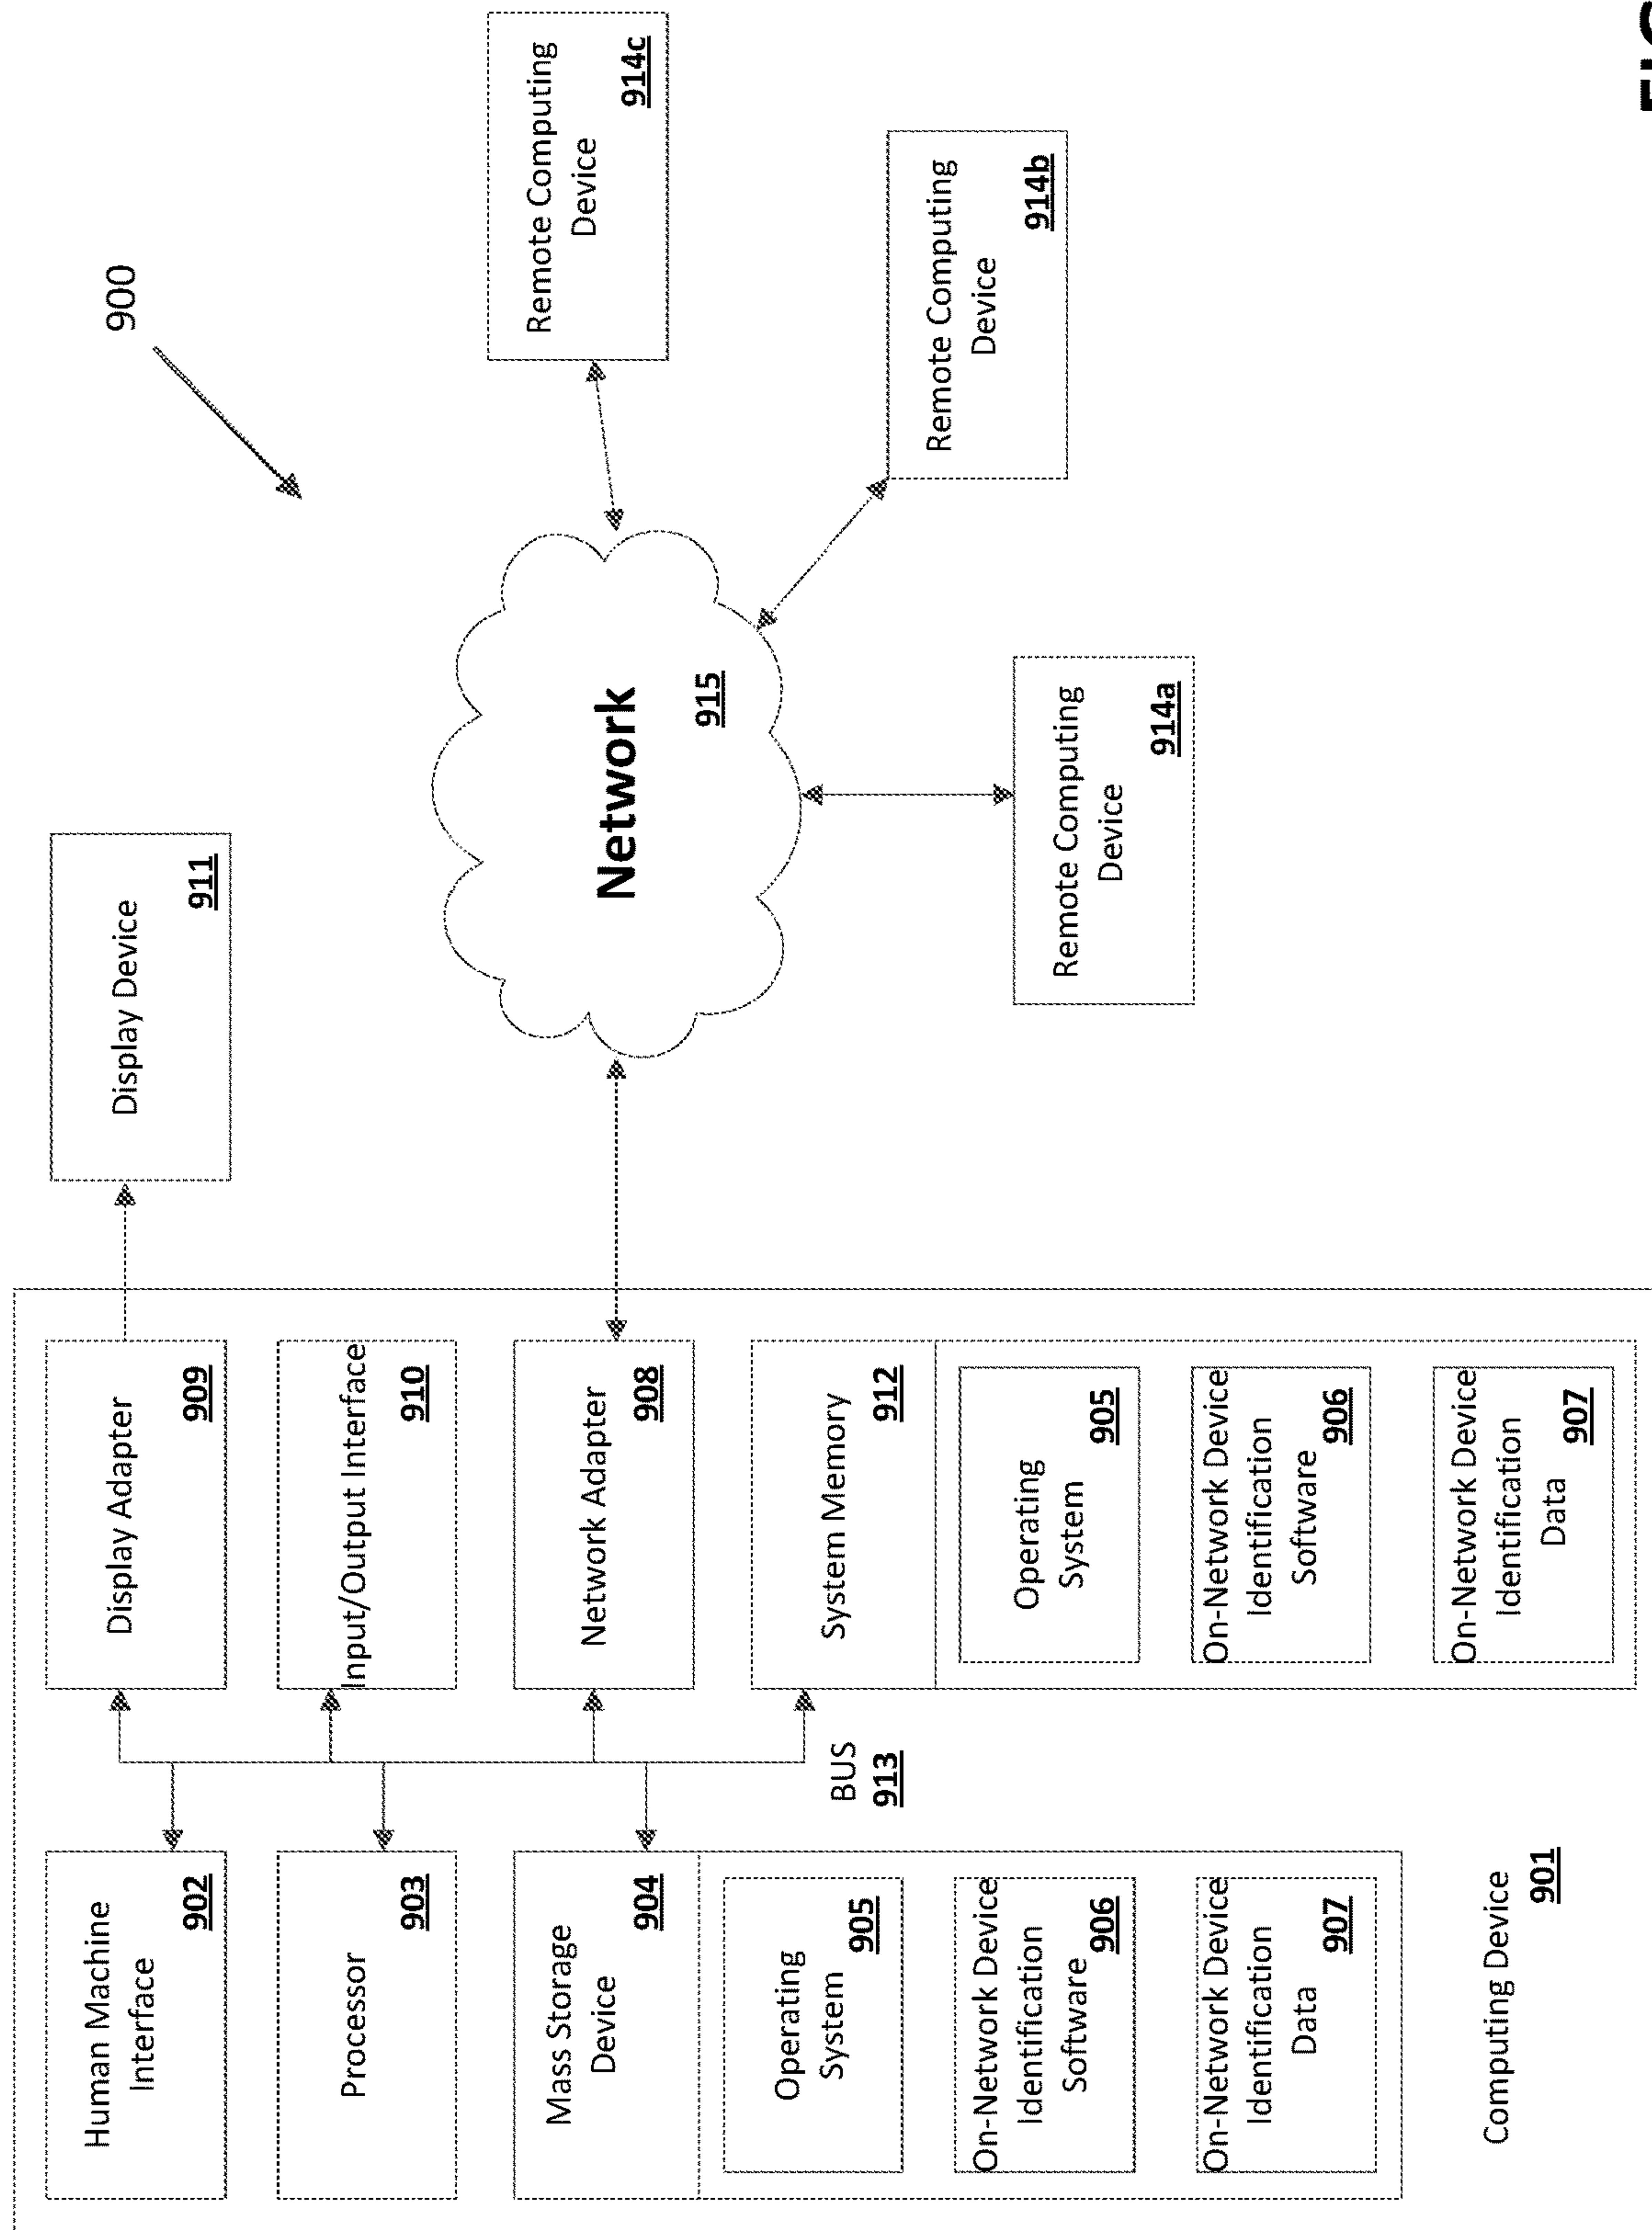 900
Human Machine
Interface
902
Processor
903
Mass Storage
Device
904
Operating
System
905
On-Network Device
Identification
Software
906
On-Network Device
Identification
Data
907
Computing Device
901
BUS
913
Display Adapter
909
Input/Output Interface
910
Network Adapter
908
System Memory
912
Operating
System
905
On-Network Device
Identification
Software
906
On-Network Device
Identification
Data
907
Display Device
911
Network
915
Remote Computing
Device
914a
Remote Computing
Device
914b
Remote Computing
Device
914c